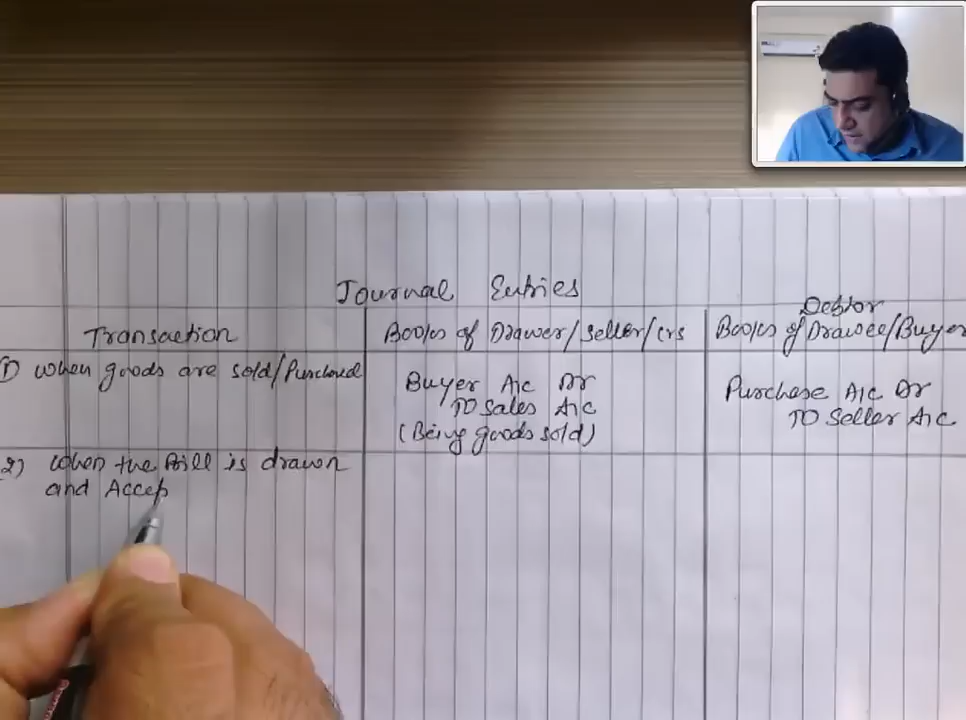 Journal Entries
Debtor
Transaction
Books of Drawer/seller/crs
Books of Drawee/Buyer
1) when goods are sold/Purchased
Buyer A/c Dr
To sales A/c
(Being goods sold)
Purchase A/c Dr
To seller A/c
2) when the Bill is drawn
and Accep